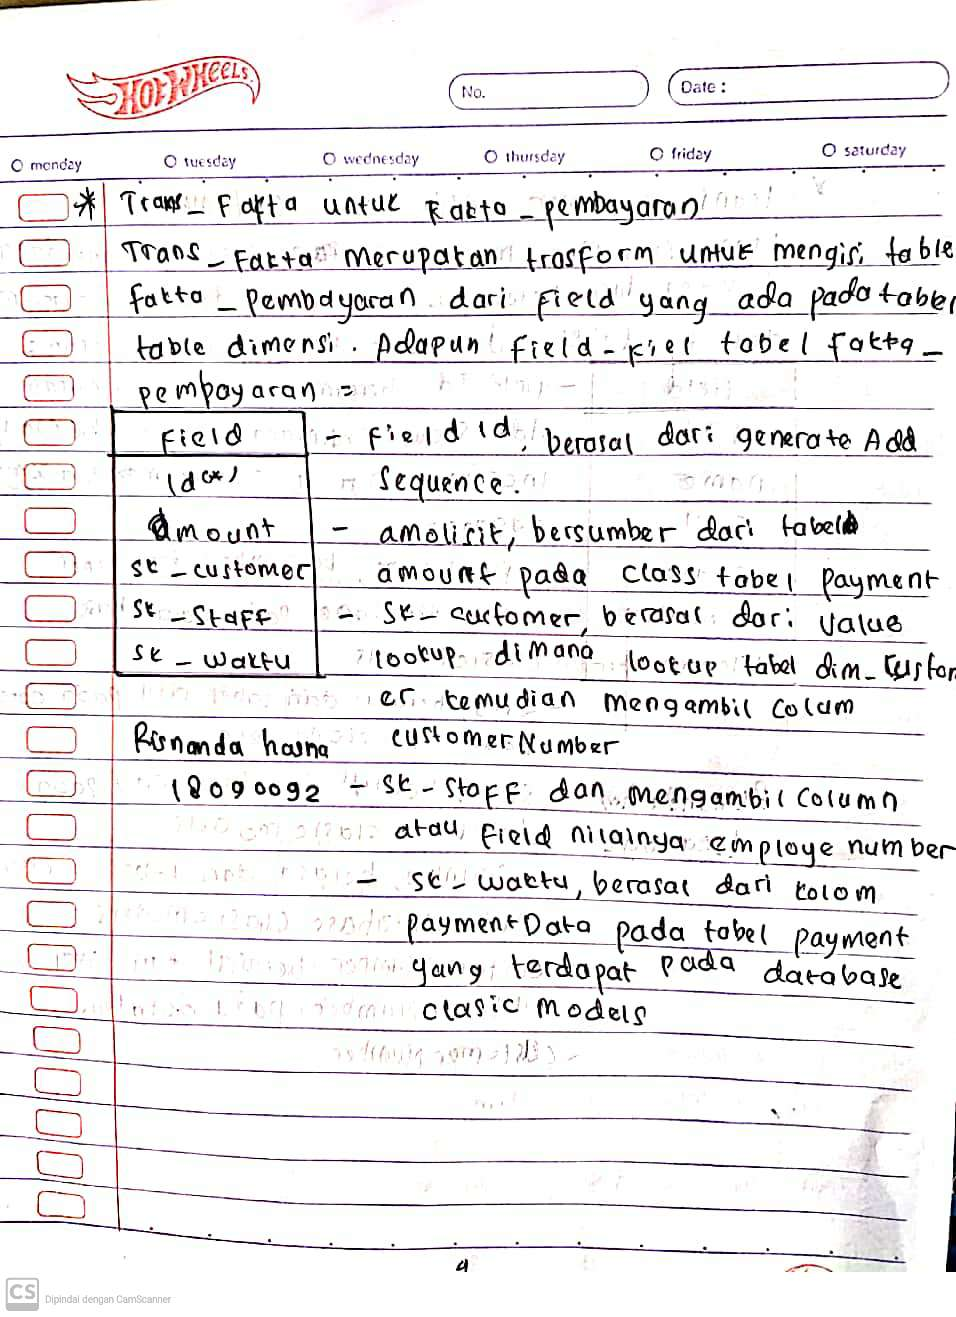 HOT WHEELS
No.
Date :
monday tuesday wednesday thursday friday saturday
* Trans_Fakta untuk Fakta_pembayaran
Trans_Fakta merupakan trasform untuk mengisi table
fakta_pembayaran dari field yang ada pada tabel
table dimensi. Adapun field-fiel tabel fakta_
pembayaran =
Field
Id(*)
Amount
sk_customer
sk_Staff
sk_waktu
- Field Id, berasal dari generate Add
Sequence.
- amolisit, bersumber dari tabel
amount pada class tabel payment
- sk_customer, berasal dari value
lookup dimana lookup tabel dim_custom
er kemudian mengambil colum
customerNumber
- sk_Staff dan mengambil column
atau field nilainya employe number
- sk_waktu, berasal dari kolom
paymentData pada tabel payment
yang terdapat pada database
clasic models
Risnanda hasna
18090092
4
CS Dipindai dengan CamScanner